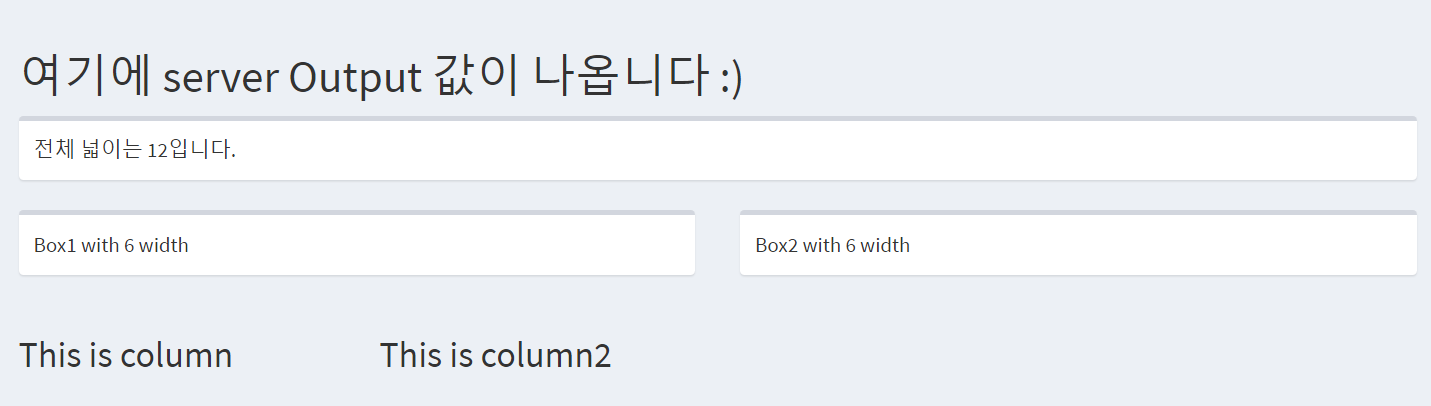 여기에 server Output 값이 나옵니다 :)
전체 넓이는 12입니다.
Box1 with 6 width
Box2 with 6 width
This is column
This is column2